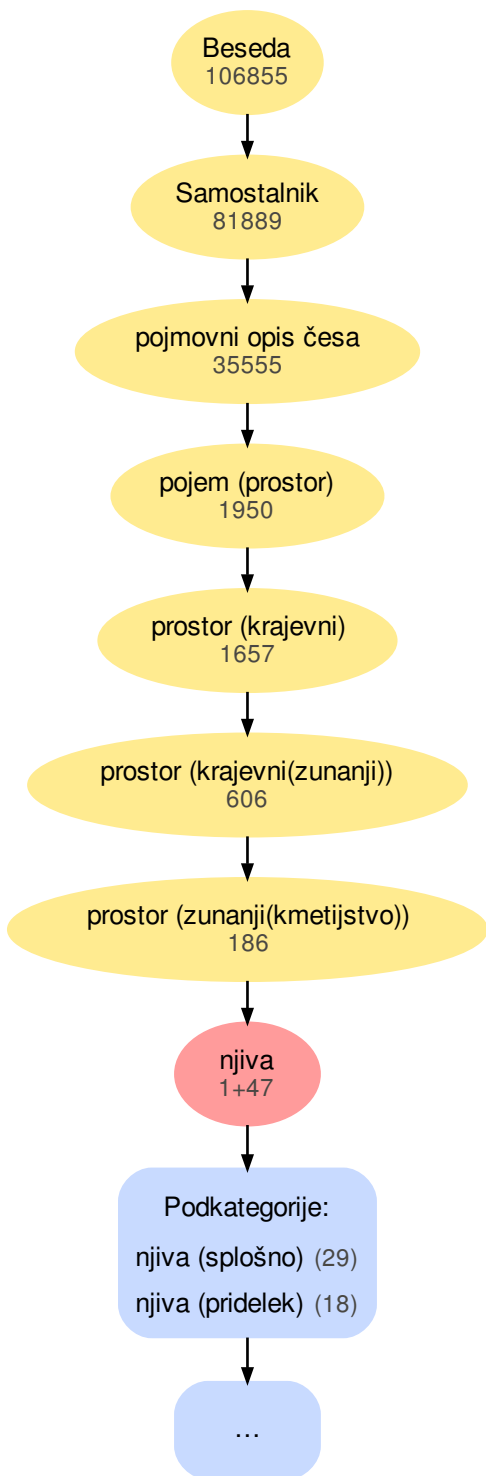 Beseda
106855
Samostalnik
81889
pojmovni opis česa
35555
pojem (prostor)
1950
prostor (krajevni)
1657
prostor (krajevni(zunanji))
606
prostor (zunanji(kmetijstvo))
186
njiva
1+47
Podkategorije:
njiva (splošno) (29)
njiva (pridelek) (18)
...